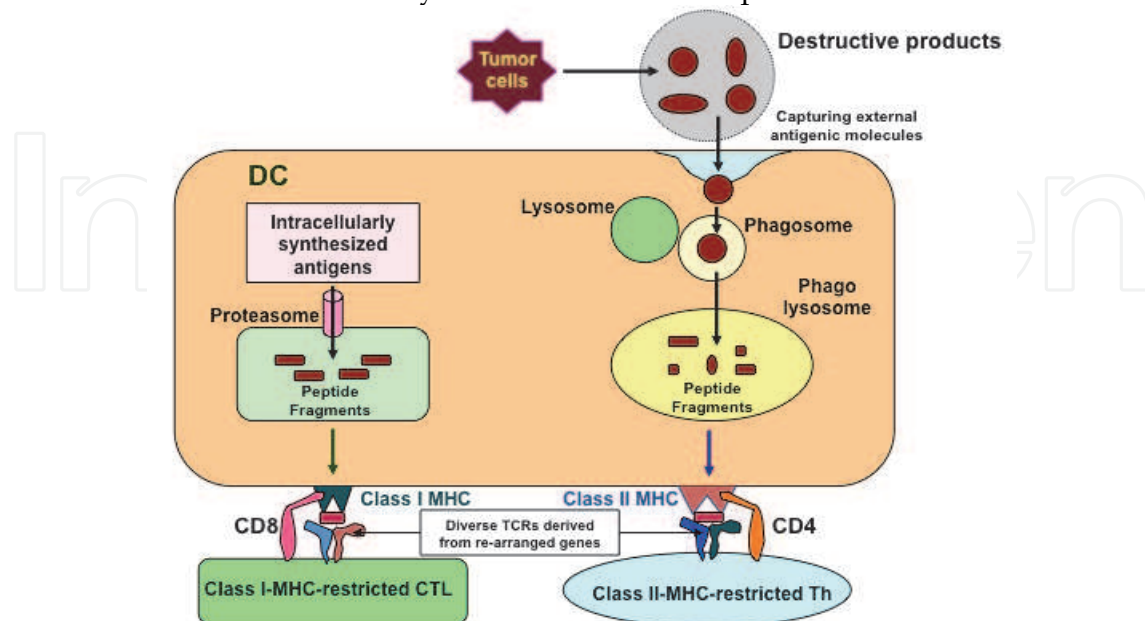 Destructive products
Tumor
cells
Capturing external
antigenic molecules
DC
Lysosome
Phagosome
Intracellularly
synthesized
antigens
Phago
lysosome
Proteasome
Peptide
Fragments
Peptide
Fragments
Class I MHC
Class II MHC
CD8
Diverse TCRs derived
from re-arranged genes
CD4
Class I-MHC-restricted CTL
Class II-MHC-restricted Th